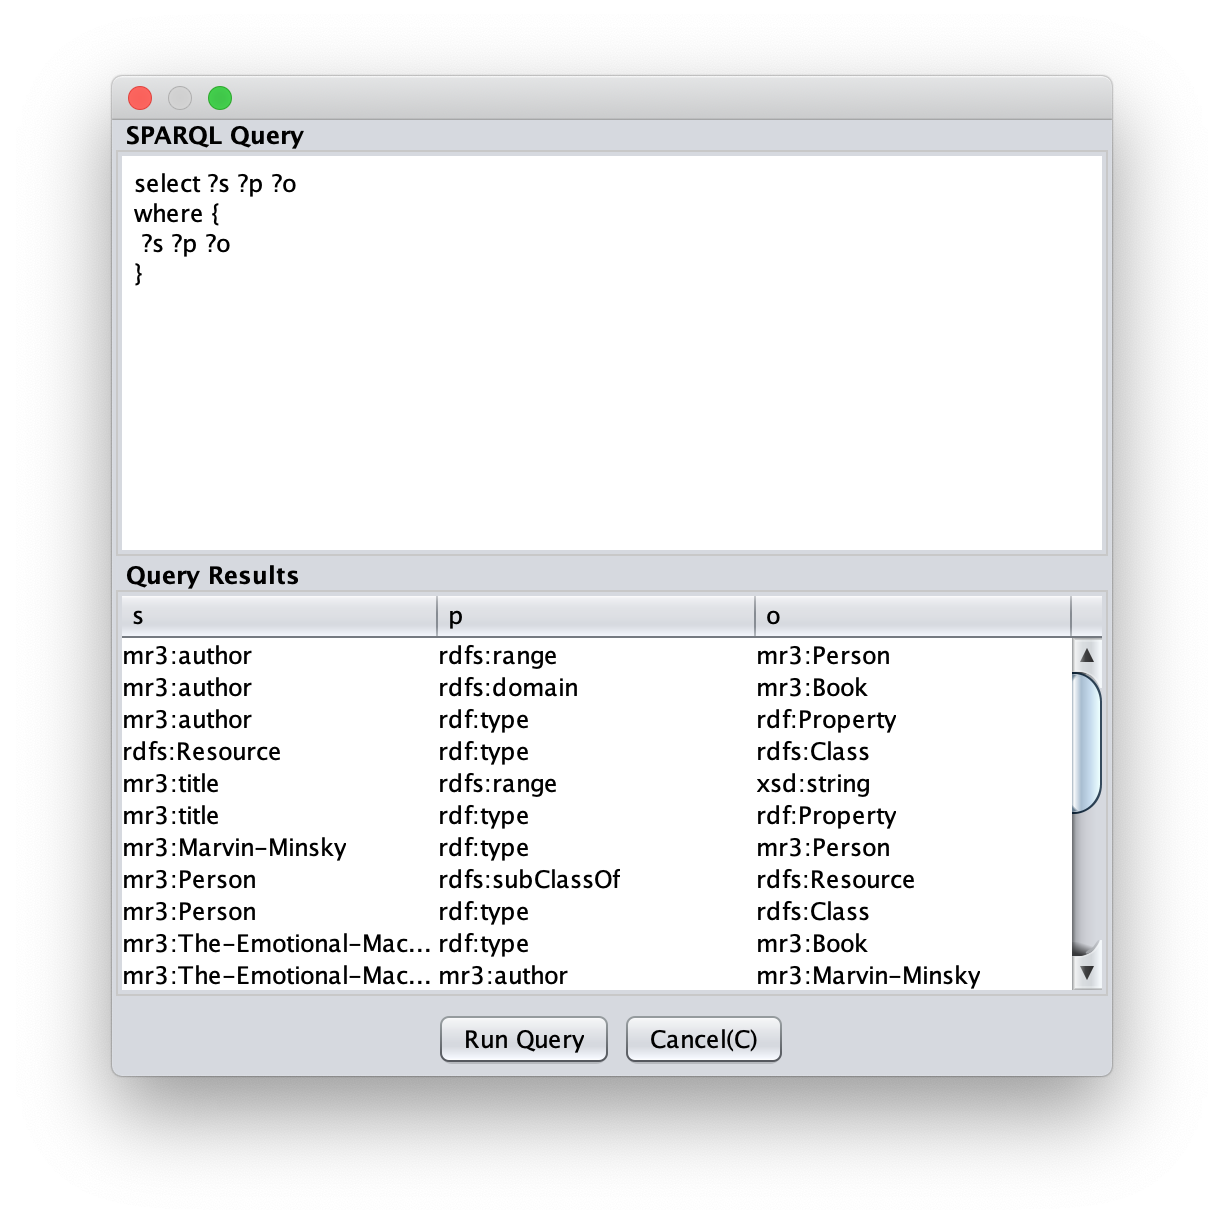 SPARQL Query
select ?s ?p ?o
where {
 ?s ?p ?o
}
Query Results
s p o
mr3:author rdfs:range mr3:Person
mr3:author rdfs:domain mr3:Book
mr3:author rdf:type rdf:Property
rdfs:Resource rdf:type rdfs:Class
mr3:title rdfs:range xsd:string
mr3:title rdf:type rdf:Property
mr3:Marvin-Minsky rdf:type mr3:Person
mr3:Person rdfs:subClassOf rdfs:Resource
mr3:Person rdf:type rdfs:Class
mr3:The-Emotional-Mac... rdf:type mr3:Book
mr3:The-Emotional-Mac... mr3:author mr3:Marvin-Minsky
Run Query Cancel(C)